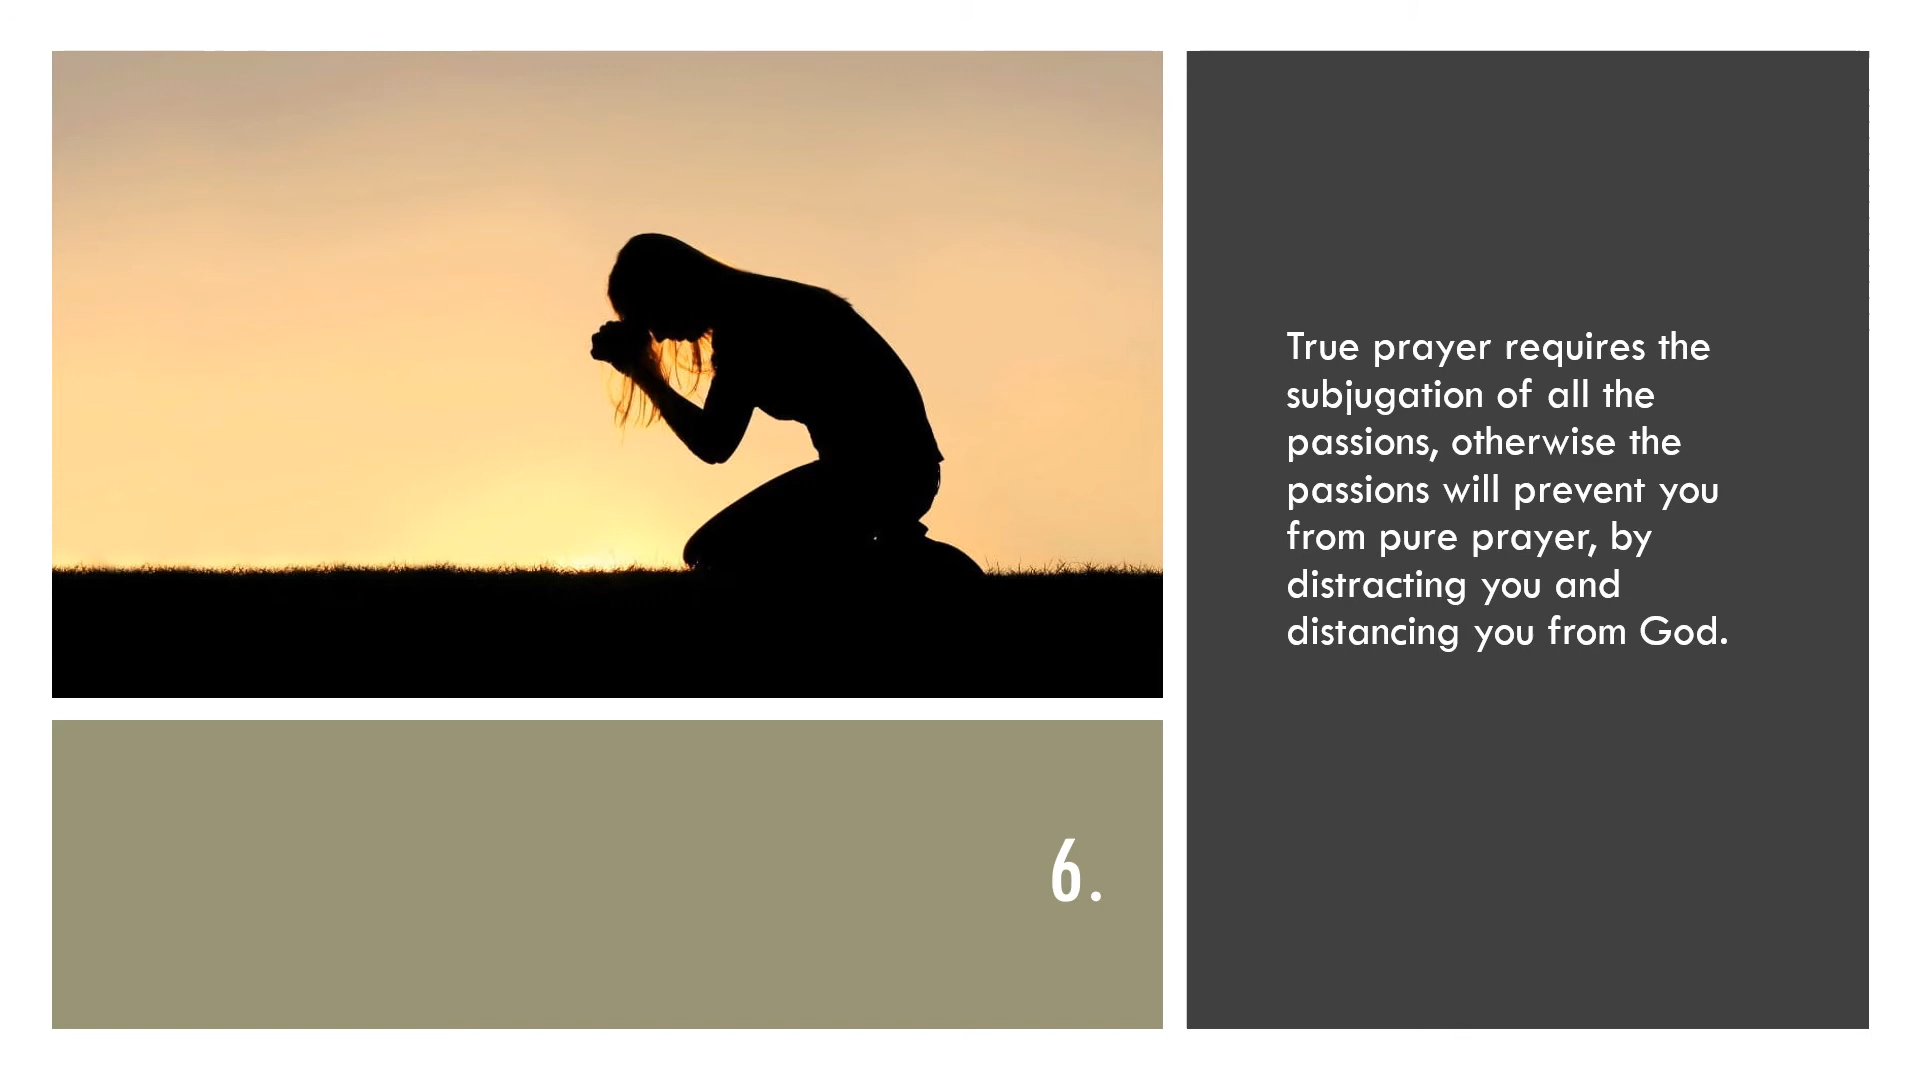 True prayer requires the
subjugation of all the
passions, otherwise the
passions will prevent you
from pure prayer, by
distracting you and
distancing you from God.
6.